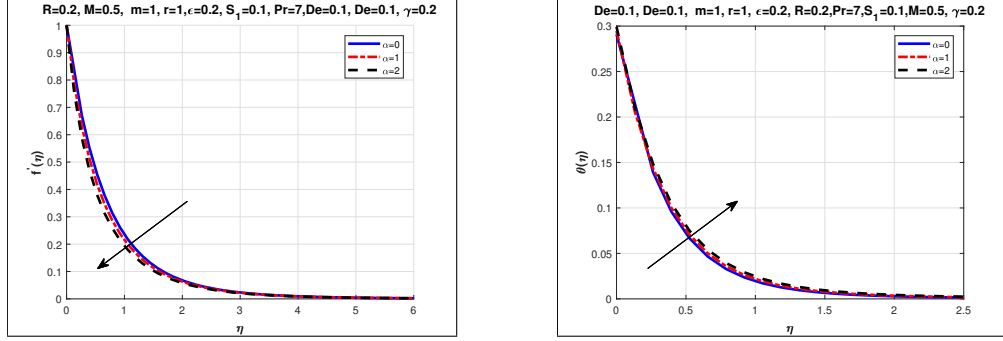 R=0.2, M=0.5, m=1, r=1,ϵ=0.2, S₁=0.1, Pr=7,De=0.1, De=0.1, γ=0.2
f'(η)
1
0.9
0.8
0.7
0.6
0.5
0.4
0.3
0.2
0.1
0
α=0
α=1
α=2
0 1 2 3 4 5 6
η
De=0.1, De=0.1, m=1, r=1, ϵ=0.2, R=0.2,Pr=7,S₁=0.1,M=0.5, γ=0.2
θ(η)
0.3
0.25
0.2
0.15
0.1
0.05
0
α=0
α=1
α=2
0 0.5 1 1.5 2 2.5
η